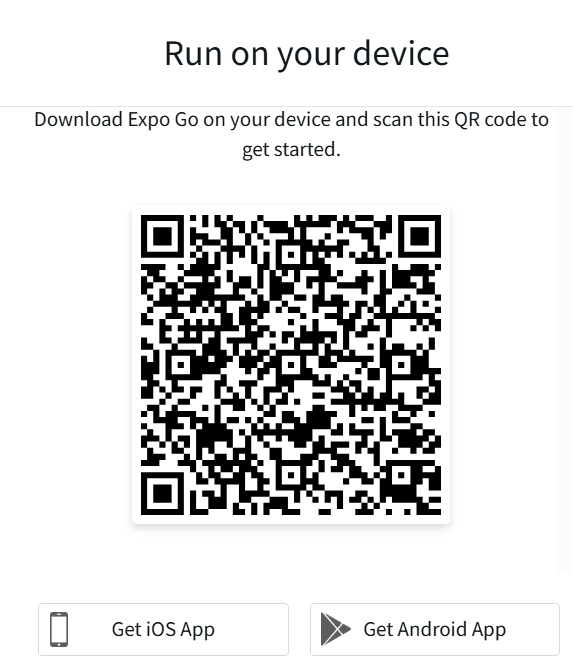 Run on your device
Download Expo Go on your device and scan this QR code to
get started.
Get iOS App
Get Android App